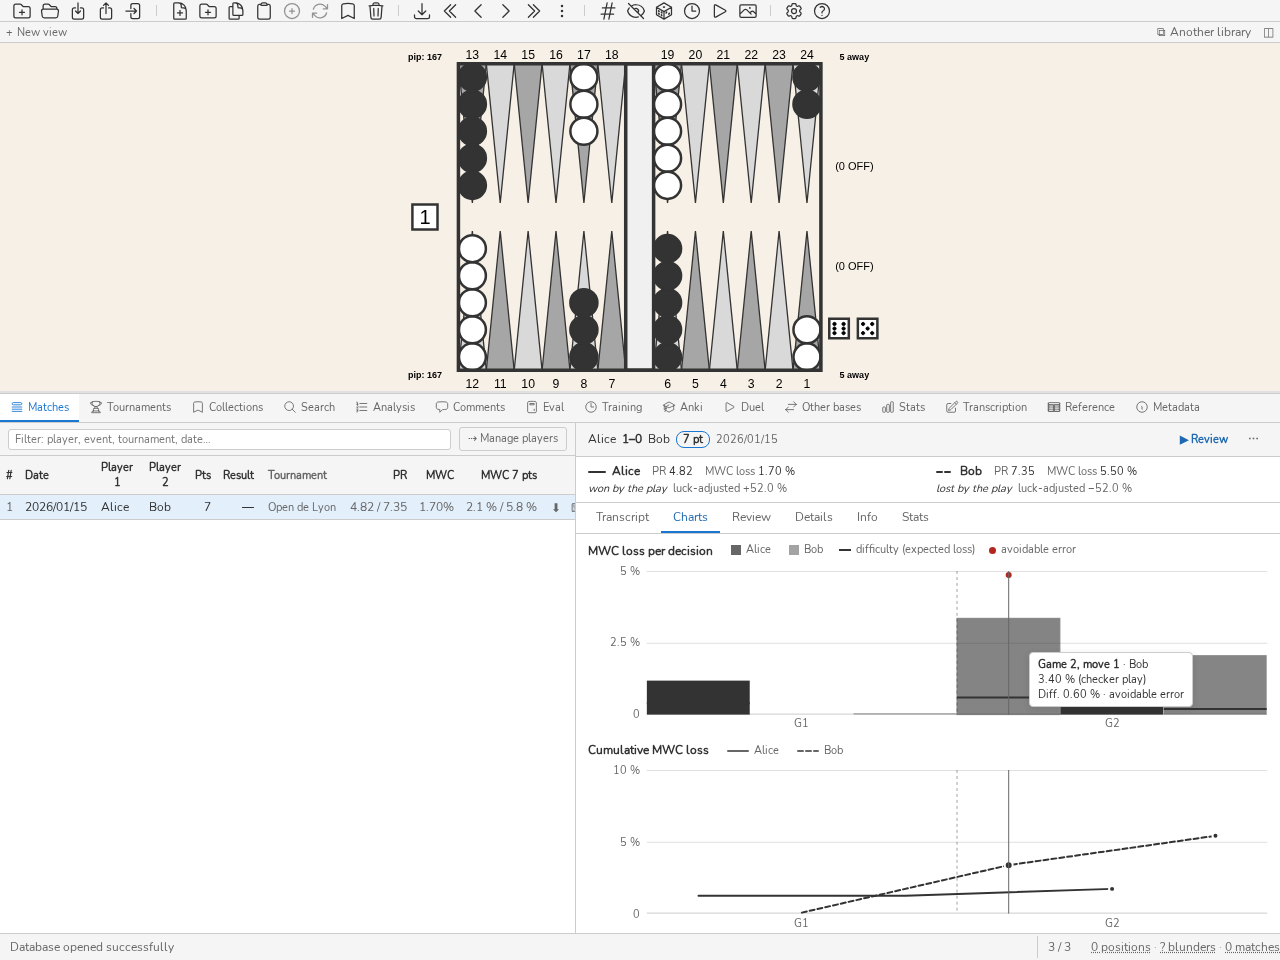 + New view
Another library
pip: 167
13 14 15 16 17 18 19 20 21 22 23 24
5 away
(0 OFF)
1
(0 OFF)
pip: 167
12 11 10 9 8 7 6 5 4 3 2 1
5 away
Matches Tournaments Collections Search Analysis Comments Eval Training Anki Duel Other bases Stats Transcription Reference Metadata
Filter: player, event, tournament, date...
Manage players
# Date Player 1 Player 2 Pts Result Tournament PR MWC MWC 7 pts
1 2026/01/15 Alice Bob 7 — Open de Lyon 4.82 / 7.35 1.70% 2.1 % / 5.8 %
Alice 1–0 Bob 7 pt 2026/01/15
Review
Alice PR 4.82 MWC loss 1.70 %
won by the play luck-adjusted +52.0 %
Bob PR 7.35 MWC loss 5.50 %
lost by the play luck-adjusted −52.0 %
Transcript Charts Review Details Info Stats
MWC loss per decision Alice Bob difficulty (expected loss) avoidable error
5 %
2.5 %
0
G1 G2
Game 2, move 1 · Bob
3.40 % (checker play)
Diff. 0.60 % · avoidable error
Cumulative MWC loss Alice Bob
10 %
5 %
0
G1 G2
Database opened successfully
3 / 3
0 positions · ? blunders · 0 matches